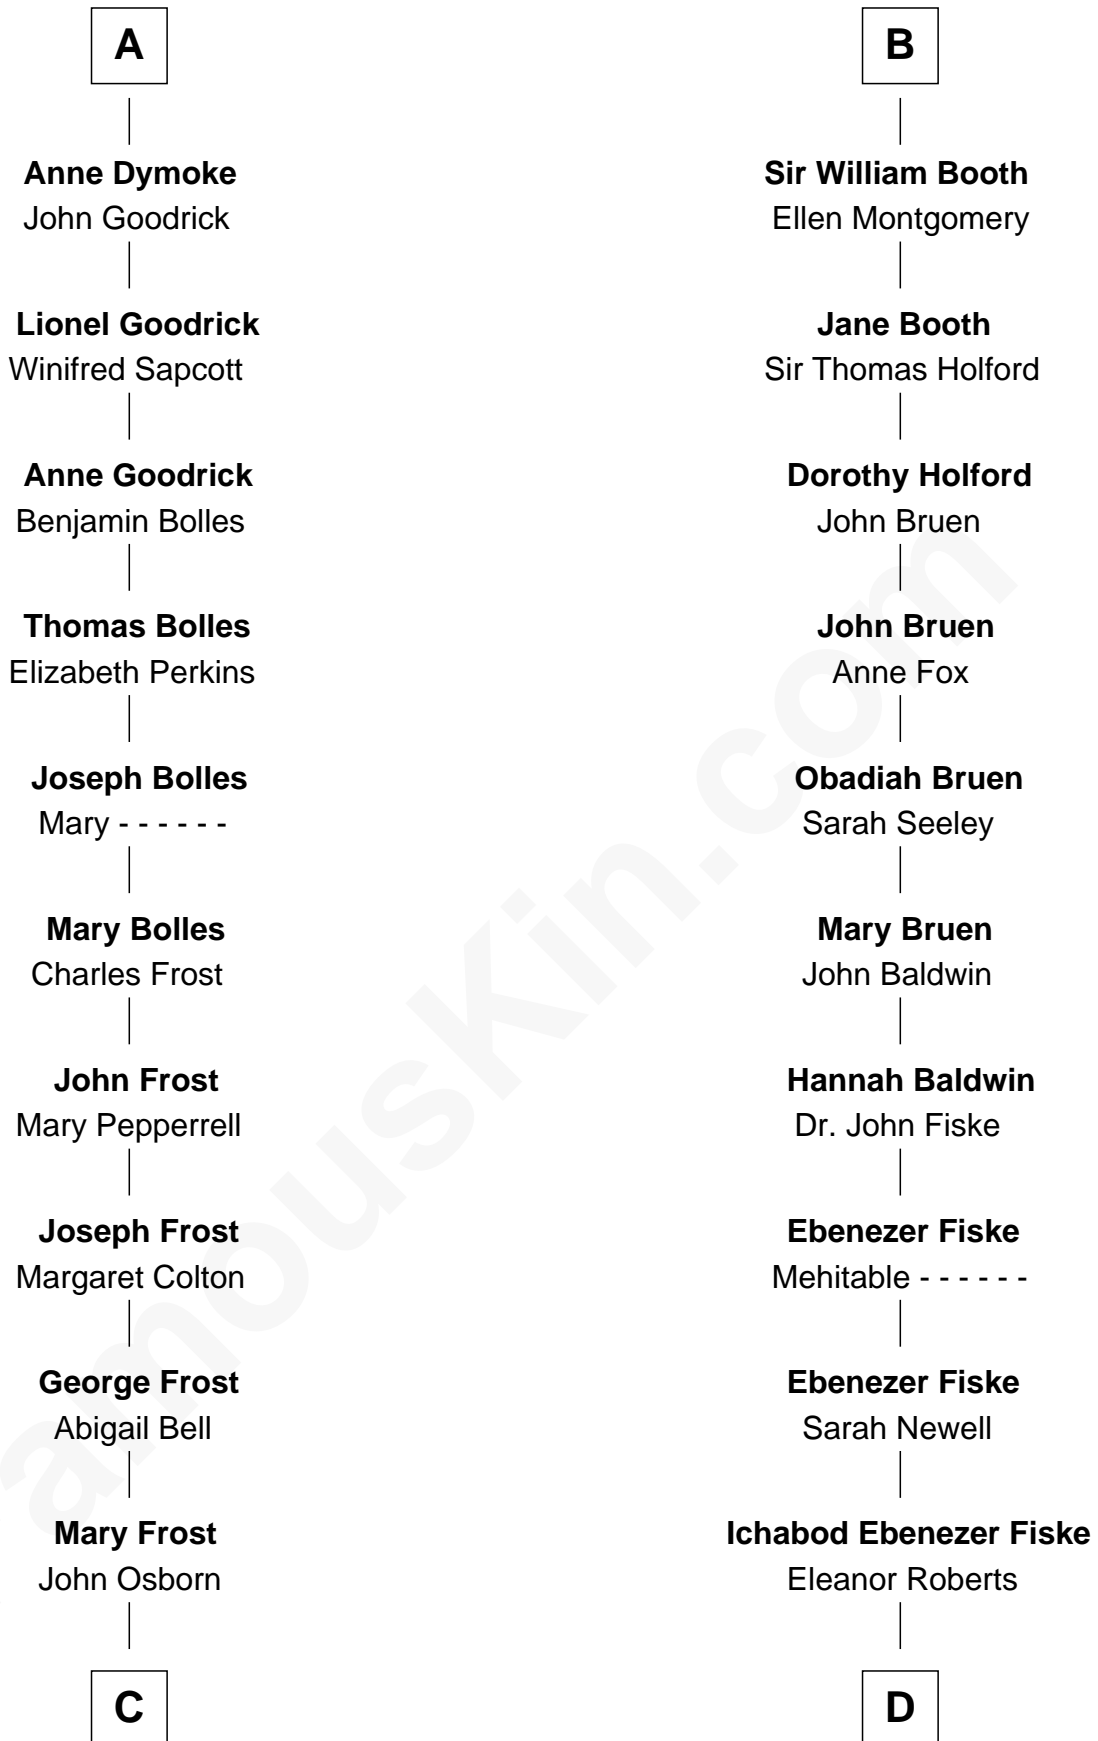 A
Anne Dymoke
John Goodrick
Lionel Goodrick
Winifred Sapcott
Anne Goodrick
Benjamin Bolles
Thomas Bolles
Elizabeth Perkins
Joseph Bolles
Mary - - - - - -
Mary Bolles
Charles Frost
John Frost
Mary Pepperrell
Joseph Frost
Margaret Colton
George Frost
Abigail Bell
Mary Frost
John Osborn
C
B
Sir William Booth
Ellen Montgomery
Jane Booth
Sir Thomas Holford
Dorothy Holford
John Bruen
John Bruen
Anne Fox
Obadiah Bruen
Sarah Seeley
Mary Bruen
John Baldwin
Hannah Baldwin
Dr. John Fiske
Ebenezer Fiske
Mehitable - - - - - -
Ebenezer Fiske
Sarah Newell
Ichabod Ebenezer Fiske
Eleanor Roberts
D
amousKin.com